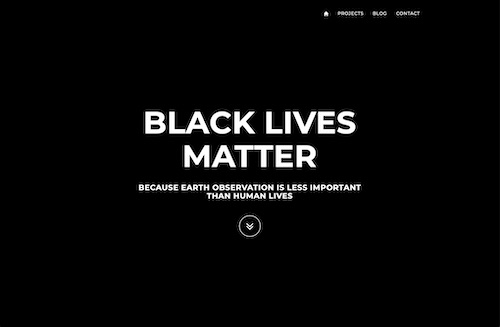 PROJECTS BLOG CONTACT
BLACK LIVES
MATTER
BECAUSE EARTH OBSERVATION IS LESS IMPORTANT
THAN HUMAN LIVES